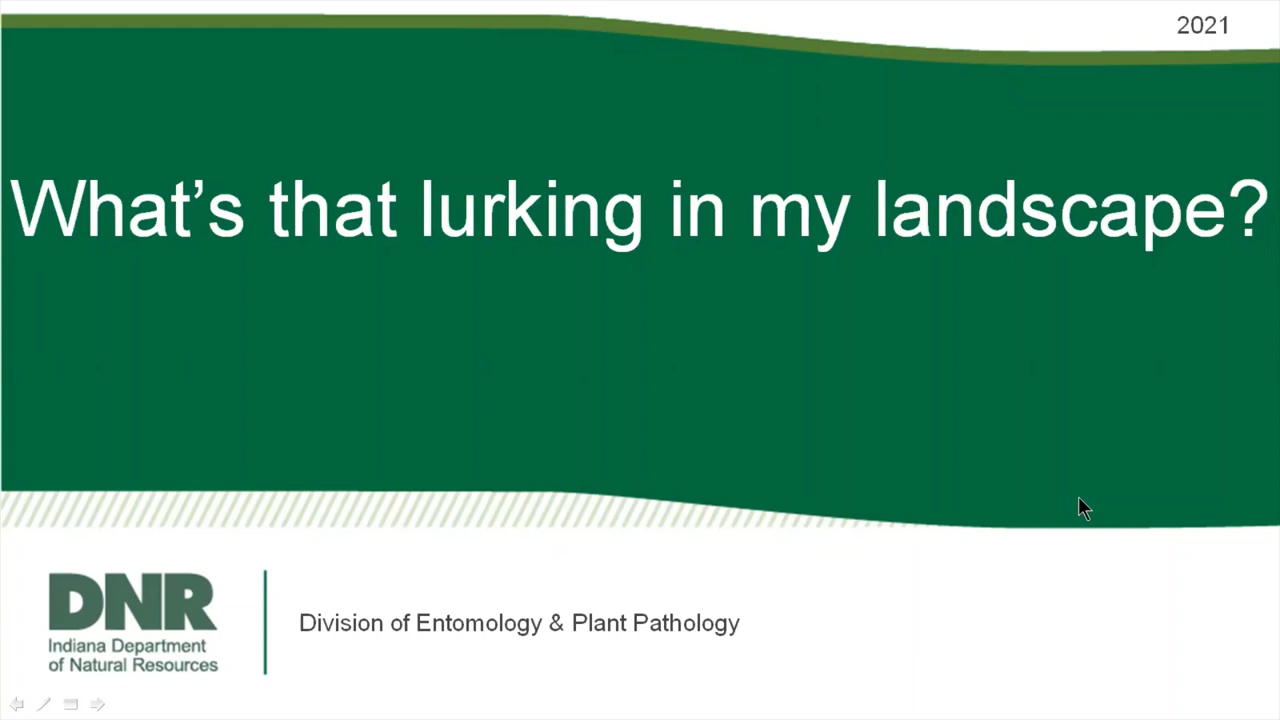 2021
What’s that lurking in my landscape?
DNR
Indiana Department
of Natural Resources
Division of Entomology & Plant Pathology